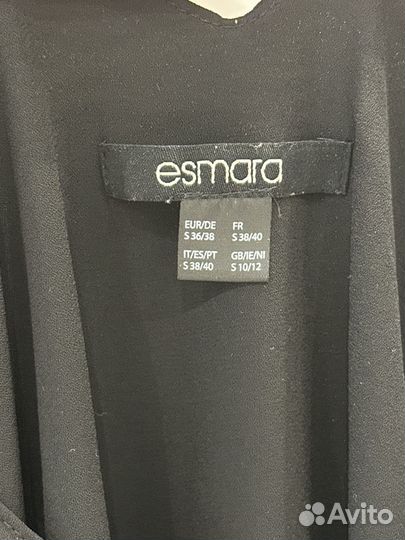 esmara
EUR/DE FR
S 36/38 S 38/40
IT/ES/PT GB/IE/NI
S 38/40 S 10/12
Avito